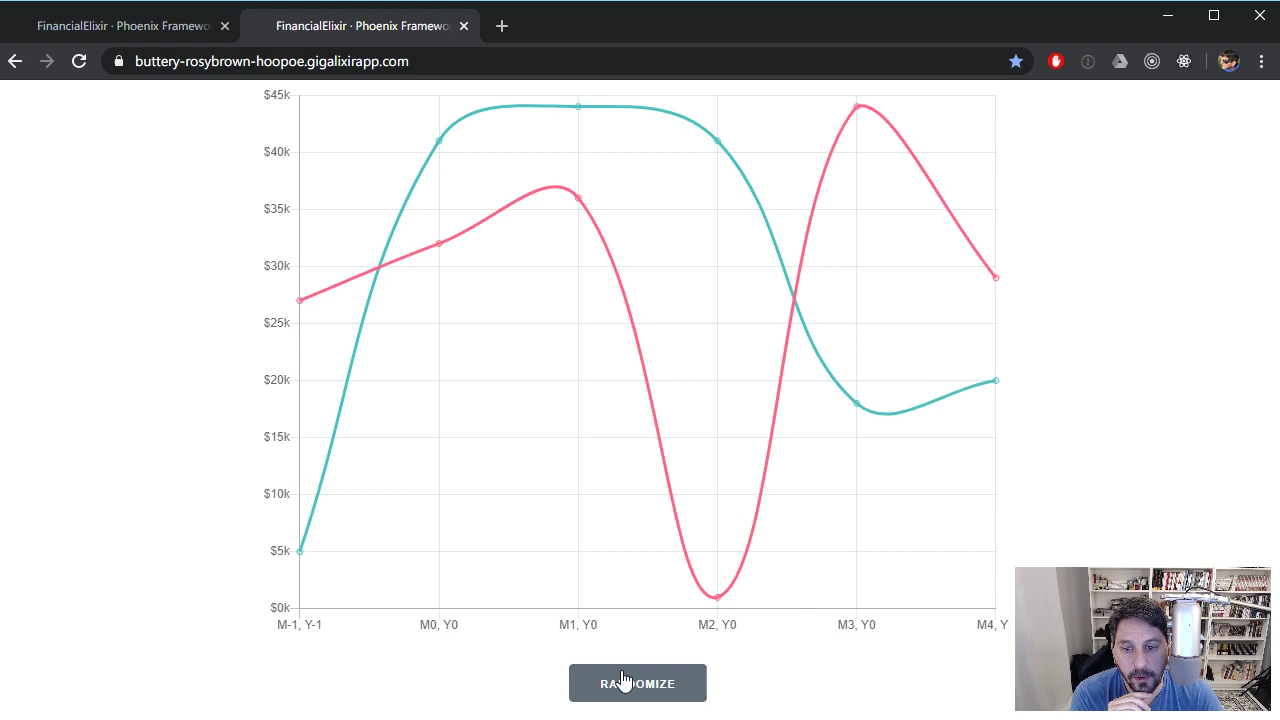 FinancialElixir · Phoenix Framewo
FinancialElixir · Phoenix Framewo
buttery-rosybrown-hoopoe.gigalixirapp.com
$45k
$40k
$35k
$30k
$25k
$20k
$15k
$10k
$5k
$0k
M-1, Y-1 M0, Y0 M1, Y0 M2, Y0 M3, Y0 M4, Y
RANDOMIZE